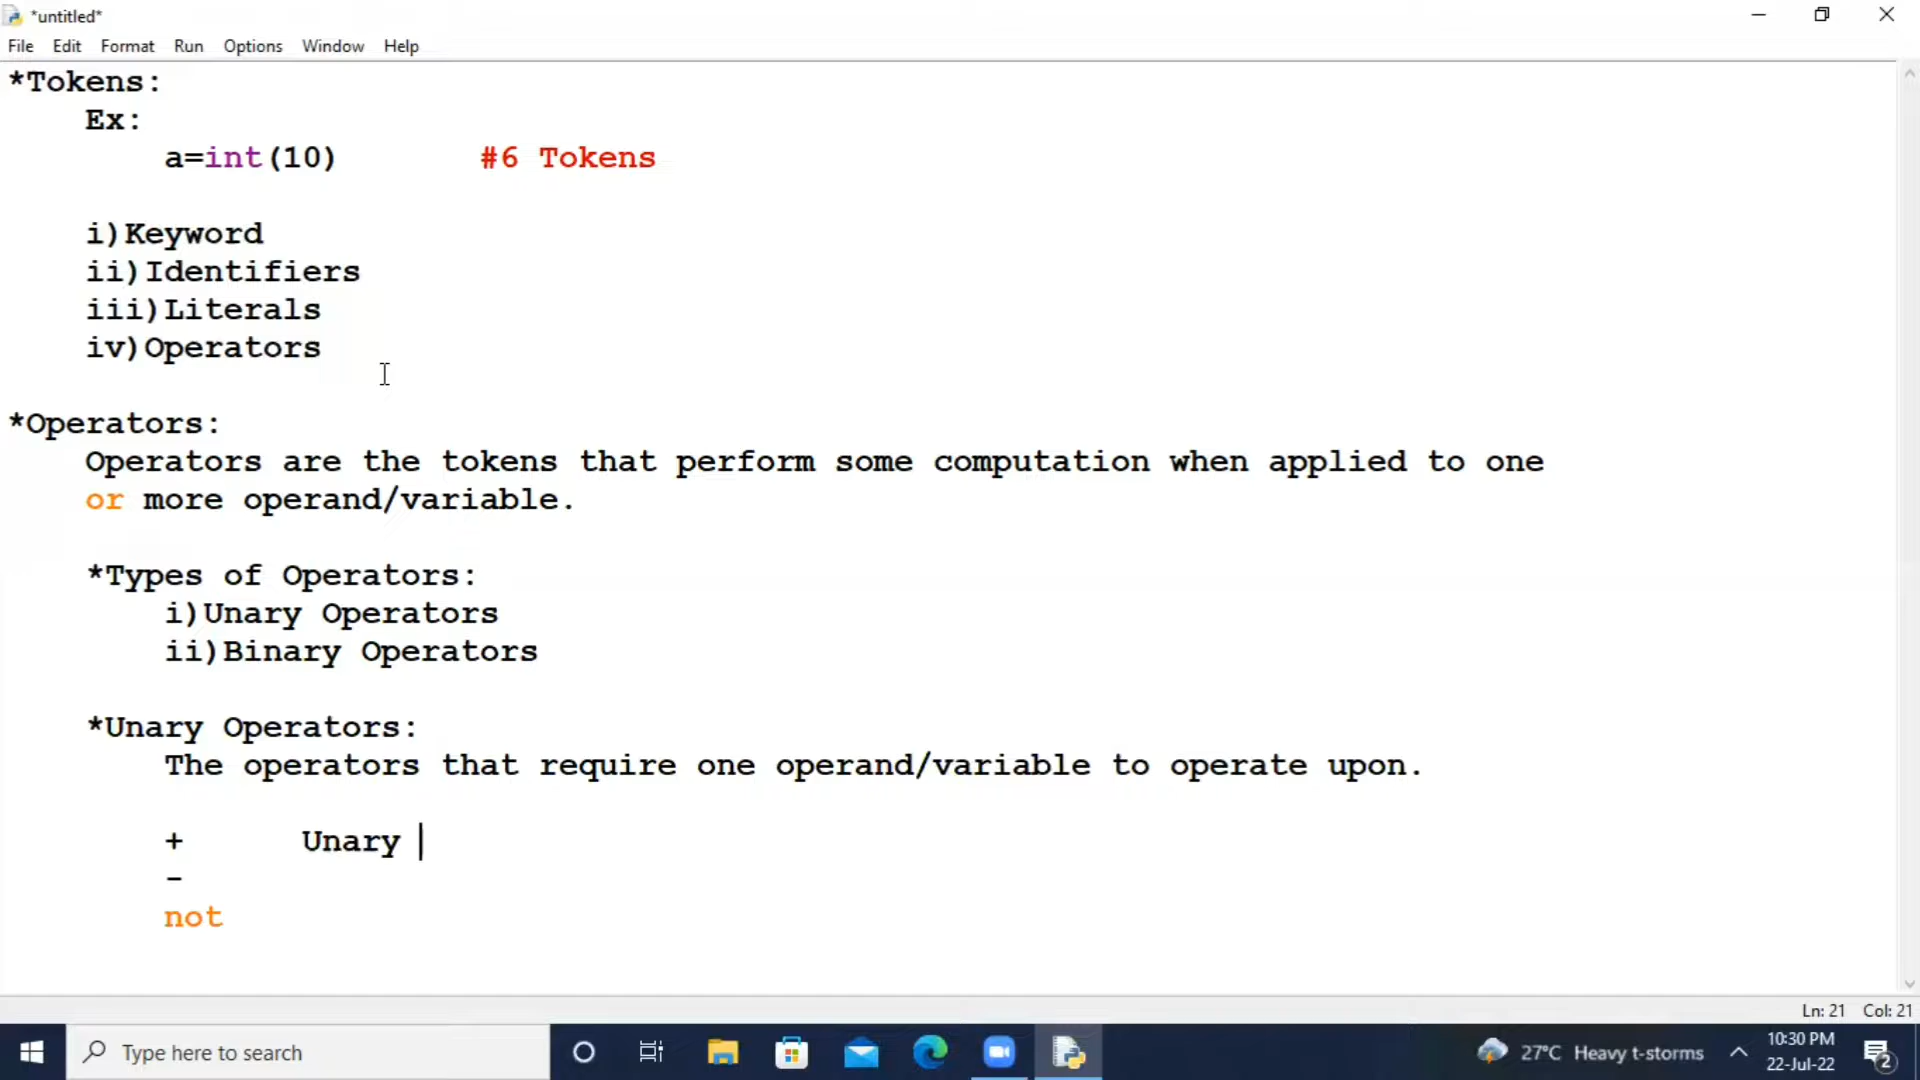 *untitled*
File Edit Format Run Options Window Help
*Tokens:
Ex:
a=int(10) #6 Tokens
i)Keyword
ii)Identifiers
iii)Literals
iv)Operators
*Operators:
Operators are the tokens that perform some computation when applied to one
or more operand/variable.
*Types of Operators:
i)Unary Operators
ii)Binary Operators
*Unary Operators:
The operators that require one operand/variable to operate upon.
+ Unary
-
not
Ln: 21 Col: 21
Type here to search
27°C Heavy t-storms
10:30 PM
22-Jul-22
2